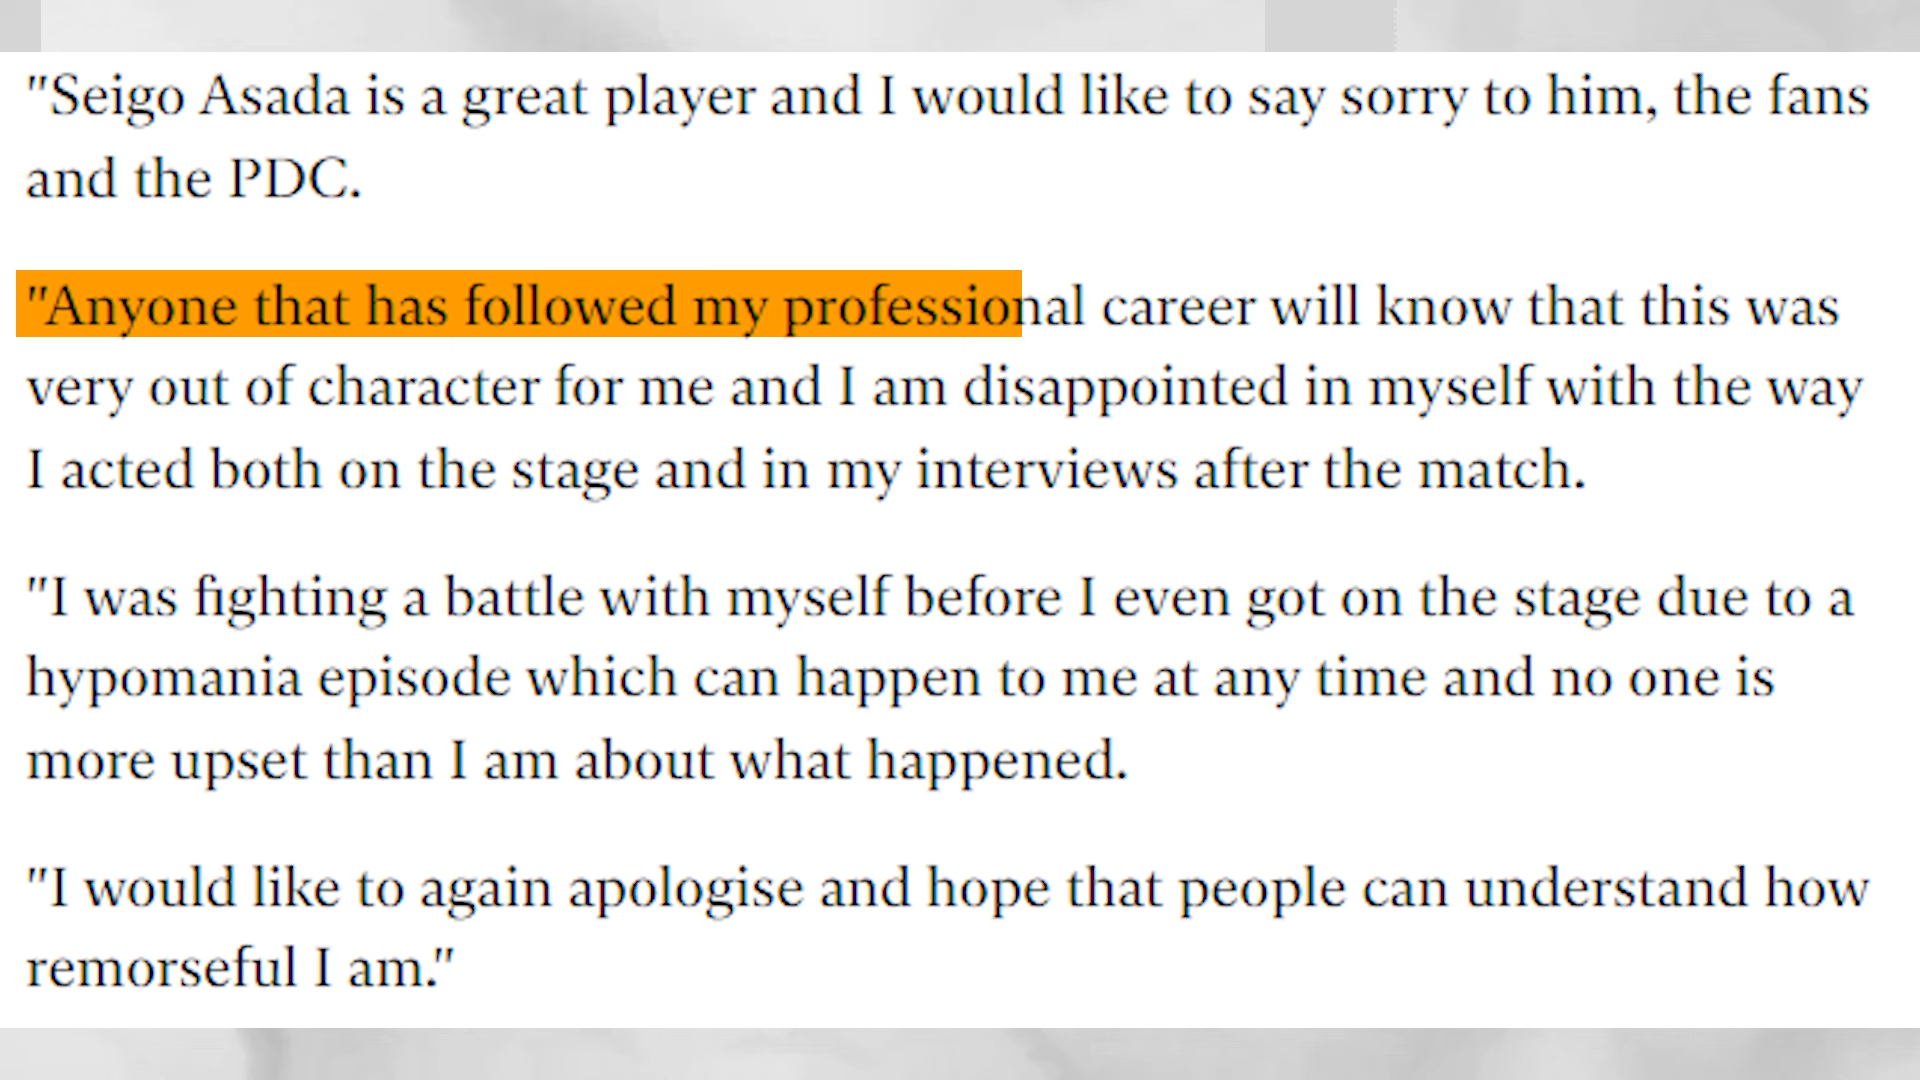 "Seigo Asada is a great player and I would like to say sorry to him, the fans
and the PDC.
"Anyone that has followed my professional career will know that this was
very out of character for me and I am disappointed in myself with the way
I acted both on the stage and in my interviews after the match.
"I was fighting a battle with myself before I even got on the stage due to a
hypomania episode which can happen to me at any time and no one is
more upset than I am about what happened.
"I would like to again apologise and hope that people can understand how
remorseful I am."